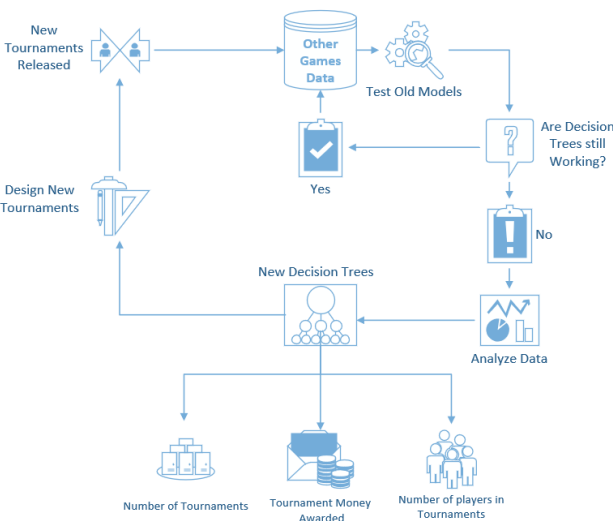 New
Tournaments
Released
Other
Games
Data
Test Old Models
Are Decision
Trees still
Working?
Yes
Design New
Tournaments
No
New Decision Trees
Analyze Data
Number of Tournaments
Tournament Money
Awarded
Number of players in
Tournaments